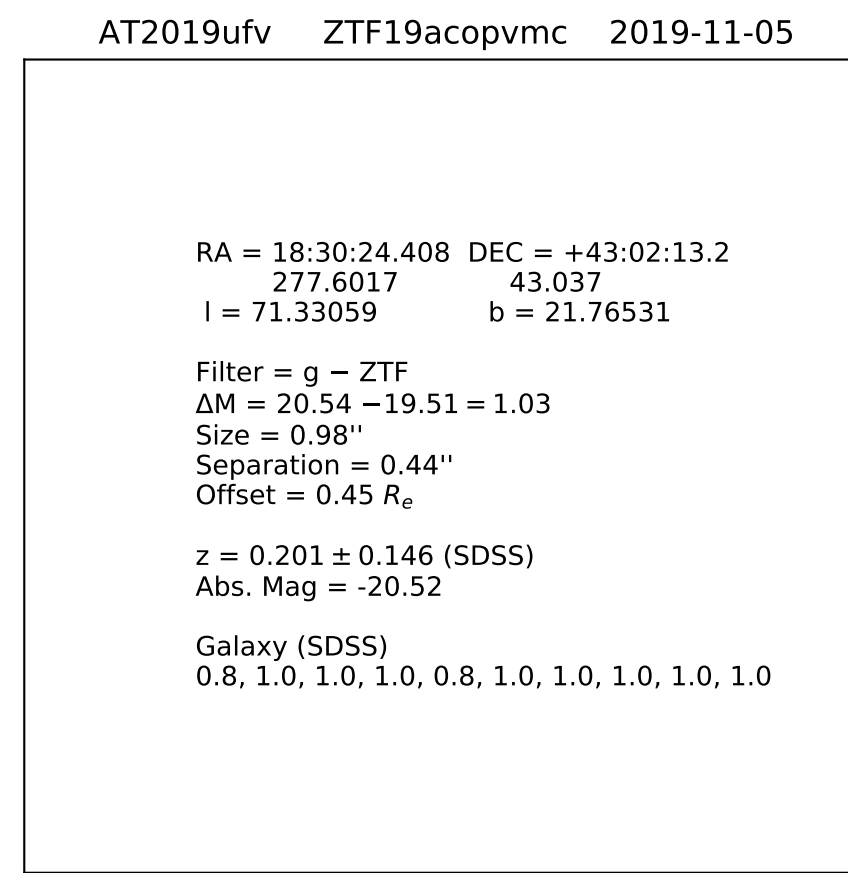 AT2019ufv ZTF19acopvmc 2019-11-05
RA = 18:30:24.408 DEC = +43:02:13.2
277.6017 43.037
l = 71.33059 b = 21.76531
Filter = g − ZTF
ΔM = 20.54 −19.51 = 1.03
Size = 0.98''
Separation = 0.44''
Offset = 0.45 Rₑ
z = 0.201 ± 0.146 (SDSS)
Abs. Mag = -20.52
Galaxy (SDSS)
0.8, 1.0, 1.0, 1.0, 0.8, 1.0, 1.0, 1.0, 1.0, 1.0